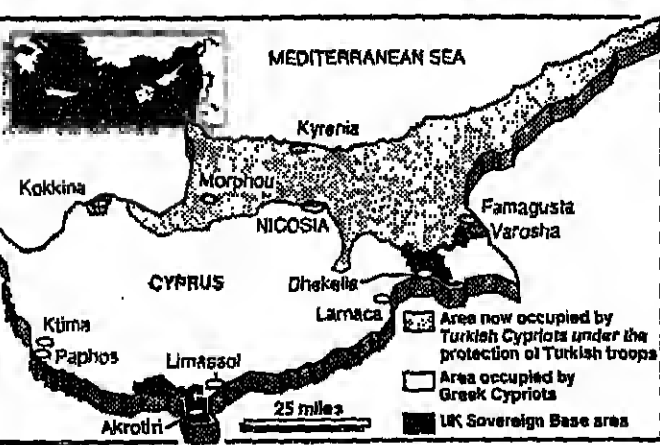 MEDITERRANEAN SEA
Kyrenia
Kokkina
Morphou
NICOSIA
Famagusta
Varosha
CYPRUS
Dhekelia
Larnaca
Ktima
Paphos
Limassol
Akrotiri
25 miles
Area now occupied by
Turkish Cypriots under the
protection of Turkish troops
Area occupied by
Greek Cypriots
UK Sovereign Base area